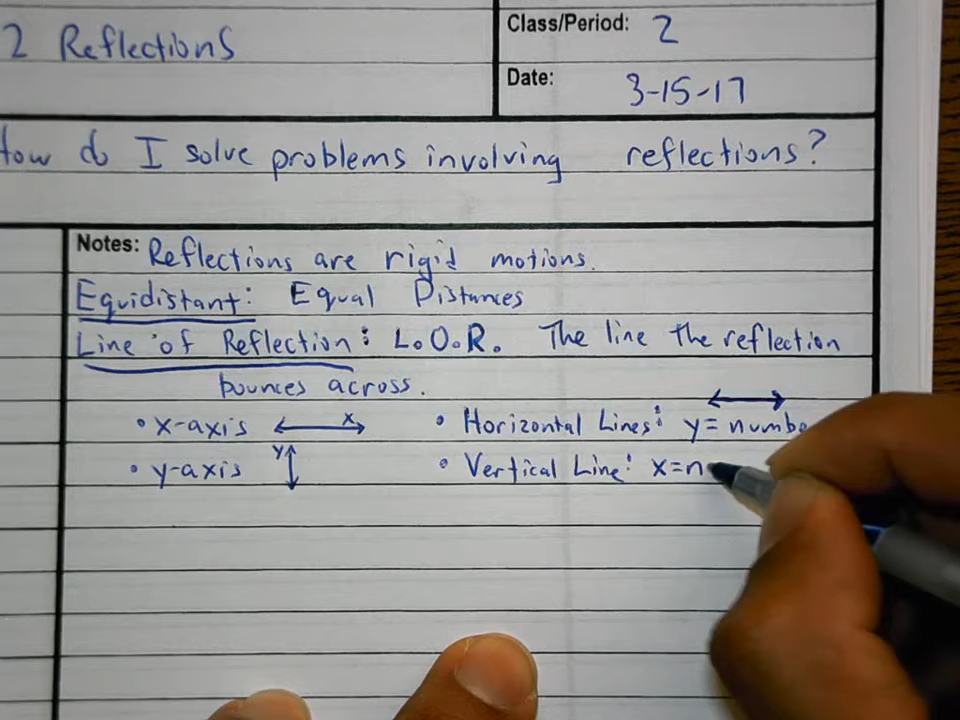 2 Reflections
Class/Period: 2
Date: 3-15-17
How do I solve problems involving reflections?
Notes: Reflections are rigid motions.
Equidistant: Equal Distances
Line of Reflection: L.O.R. The line the reflection
bounces across.
• x-axis x • Horizontal Lines: y= numbe
• y-axis y • Vertical Line: x=n